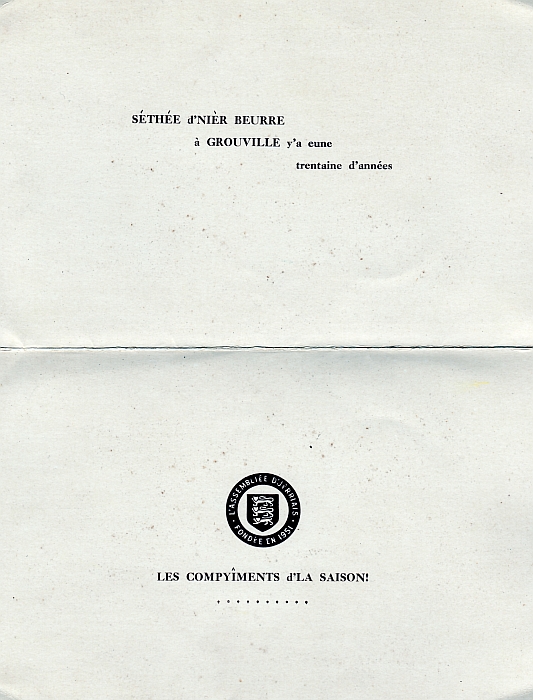 SÉTHÉE d'NIÈR BEURRE
à GROUVILLE y'a eune
trentaine d'années
L'ASSEMBLIÉE D'JÈRRIAIS
FONDÉE EN 1951
LES COMPYÎMENTS d'LA SAISON!
. . . . . . . . . .